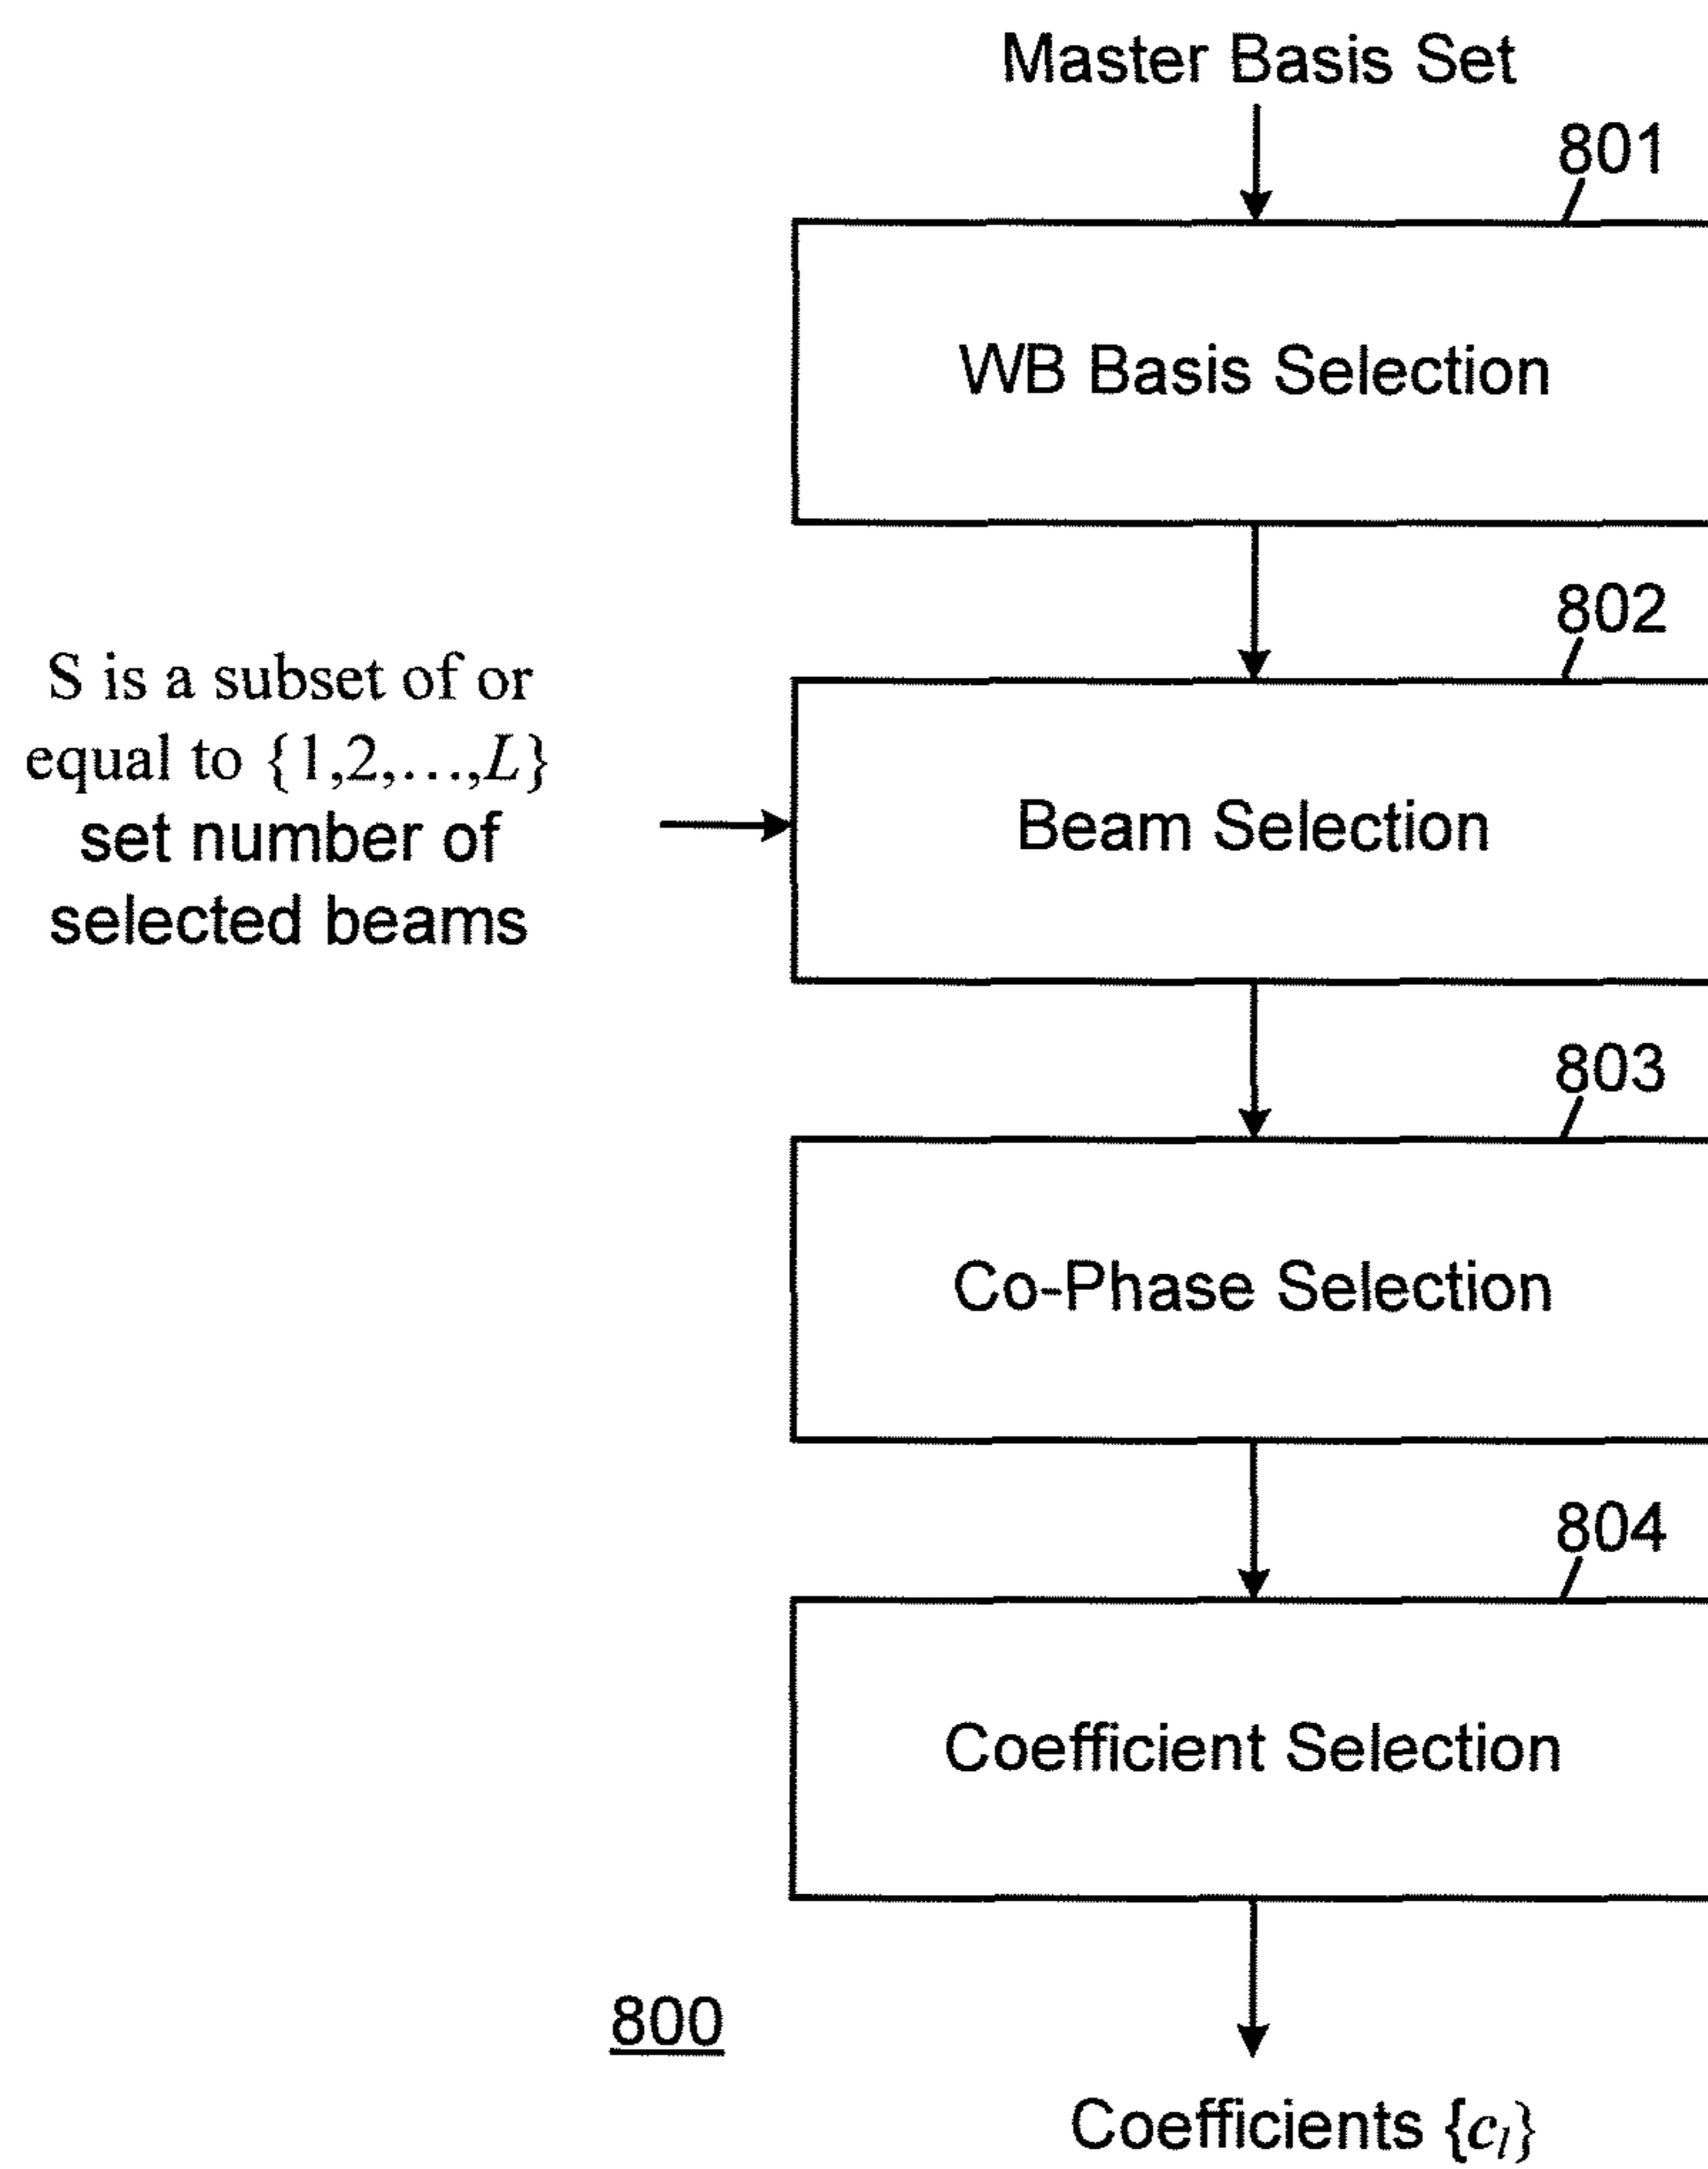 Master Basis Set
801
WB Basis Selection
802
S is a subset of or
equal to {1,2,…,L}
set number of
selected beams
Beam Selection
803
Co-Phase Selection
804
Coefficient Selection
800
Coefficients {cₗ}